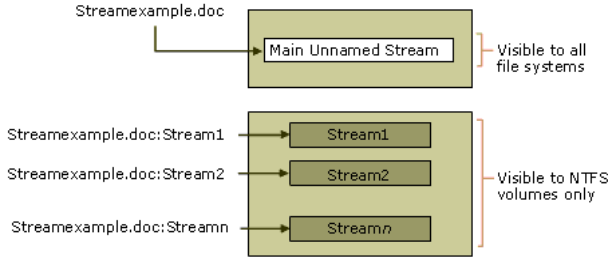 Streamexample.doc
Main Unnamed Stream
Visible to all
file systems
Streamexample.doc:Stream1
Stream1
Streamexample.doc:Stream2
Stream2
Visible to NTFS
volumes only
Streamexample.doc:Streamn
Streamn